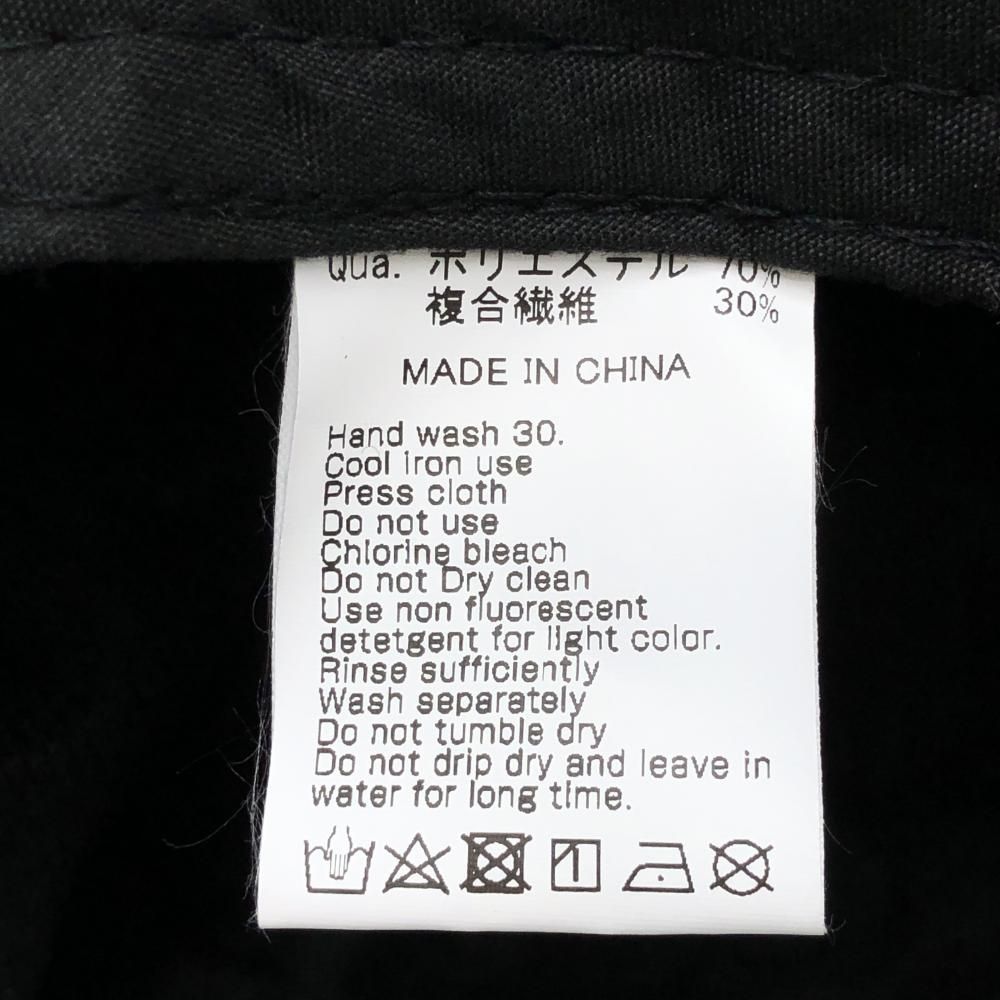 Qua. ポリエステル 70%
複合繊維 30%
MADE IN CHINA
Hand wash 30.
Cool iron use
Press cloth
Do not use
Chlorine bleach
Do not Dry clean
Use non fluorescent
detetgent for light color.
Rinse sufficiently
Wash separately
Do not tumble dry
Do not drip dry and leave in
water for long time.